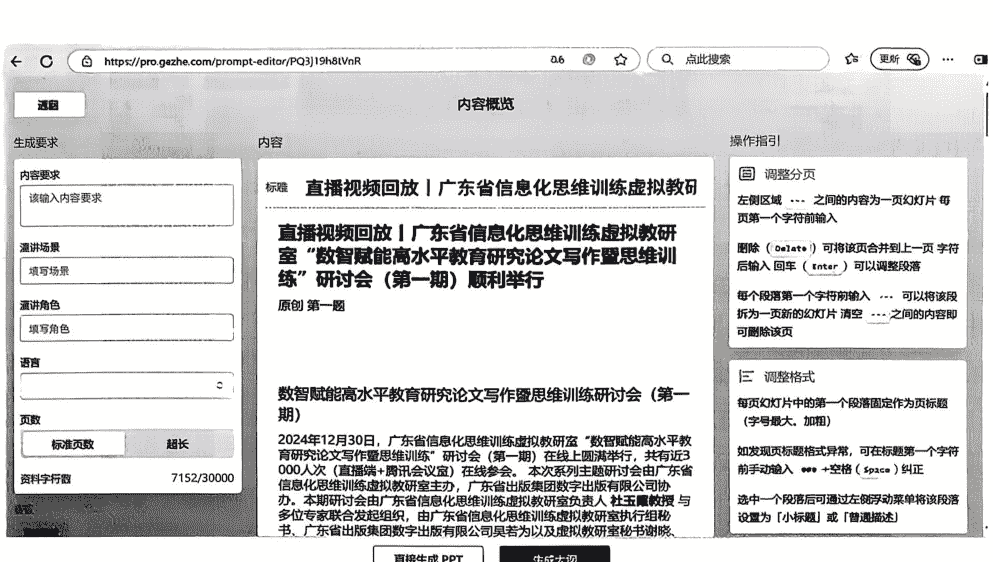 https://pro.gezhe.com/prompt-editor/PQ3J19h8tVnR
点此搜索
更新
返回
内容概览
生成要求
内容
操作指引
内容要求
该输入内容要求
演讲场景
填写场景
演讲角色
填写角色
语言
页数
标准页数
超长
资料字行数
7152/30000
标题 直播视频回放丨广东省信息化思维训练虚拟教研
直播视频回放丨广东省信息化思维训练虚拟教研
室“数智赋能高水平教育研究论文写作暨思维训
练”研讨会（第一期）顺利举行
原创 第一题
数智赋能高水平教育研究论文写作暨思维训练研讨会（第一
期）
2024年12月30日，广东省信息化思维训练虚拟教研室“数智赋能高水平教
育研究论文写作暨思维训练”研讨会（第一期）在线上圆满举行，共有近3
000人次（直播端+腾讯会议室）在线参会。 本次系列主题研讨会由广东省
信息化思维训练虚拟教研室主办，广东省出版集团数字出版有限公司协
办。本期研讨会由广东省信息化思维训练虚拟教研室负责人 杜玉霞教授 与
多位专家联合发起组织，由广东省信息化思维训练虚拟教研室执行组秘
书、广东省出版集团数字出版有限公司吴若为以及虚拟教研室秘书谢晓、
调整分页
左侧区域 --- 之间的内容为一页幻灯片 每
页第一个字符前输入
删除（Delate）可将该页合并到上一页 字符
后输入 回车（Enter）可以调整段落
每个段落第一个字符前输入 --- 可以将该段
拆为一页新的幻灯片 清空 --- 之间的内容即
可删除该页
调整格式
每页幻灯片中的第一个段落固定作为页标题
（字号最大、加粗）
如发现页标题格式异常，可在标题第一个字符
前手动输入 +空格（Space）纠正
选中一个段落后可通过左侧浮动菜单将该段落
设置为「小标题」或「普通描述」
直接生成 PPT
生成大纲